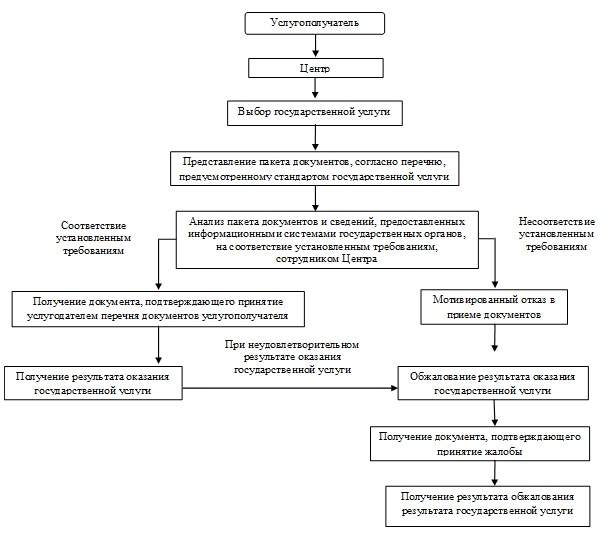 Услугополучатель
Центр
Выбор государственной услуги
Представление пакета документов, согласно перечню,
предусмотренному стандартом государственной услуги
Анализ пакета документов и сведений, предоставленных
информационными системами государственных органов,
на соответствие установленным требованиям,
сотрудником Центра
Соответствие
установленным
требованиям
Несоответствие
установленным
требованиям
Получение документа, подтверждающего принятие
услугодателем перечня документов услугополучателя
Мотивированный отказ в
приеме документов
При неудовлетворительном
результате оказания
государственной услуги
Получение результата оказания
государственной услуги
Обжалование результата оказания
государственной услуги
Получение документа, подтверждающего
принятие жалобы
Получение результата обжалования
результата государственной услуги